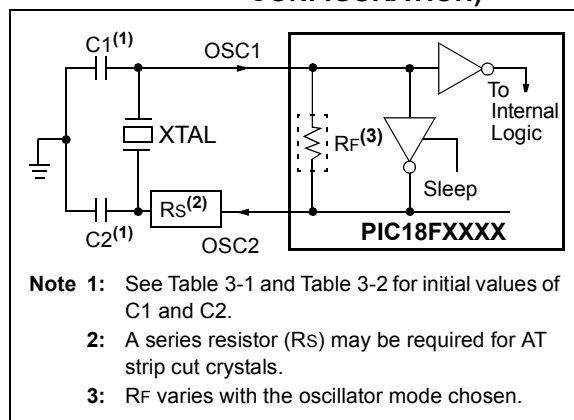 CONFIGURATION)
C1(1)
OSC1
To
Internal
Logic
XTAL
RF(3)
Sleep
RS(2)
C2(1)
OSC2
PIC18FXXXX
Note 1: See Table 3-1 and Table 3-2 for initial values of
C1 and C2.
2: A series resistor (RS) may be required for AT
strip cut crystals.
3: RF varies with the oscillator mode chosen.